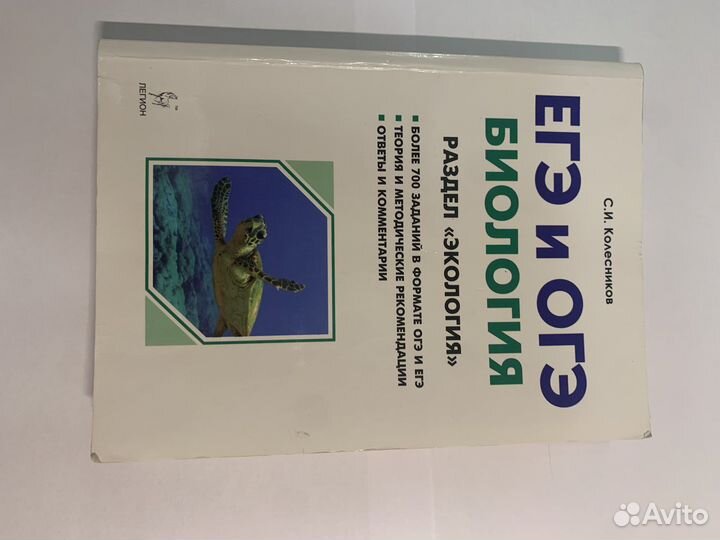 С.И. Колесников
ЕГЭ и ОГЭ
БИОЛОГИЯ
РАЗДЕЛ «ЭКОЛОГИЯ»
БОЛЕЕ 700 ЗАДАНИЙ В ФОРМАТЕ ОГЭ И ЕГЭ
ТЕОРИЯ И МЕТОДИЧЕСКИЕ РЕКОМЕНДАЦИИ
ОТВЕТЫ И КОММЕНТАРИИ
ТМ
ЛЕГИОН
Avito